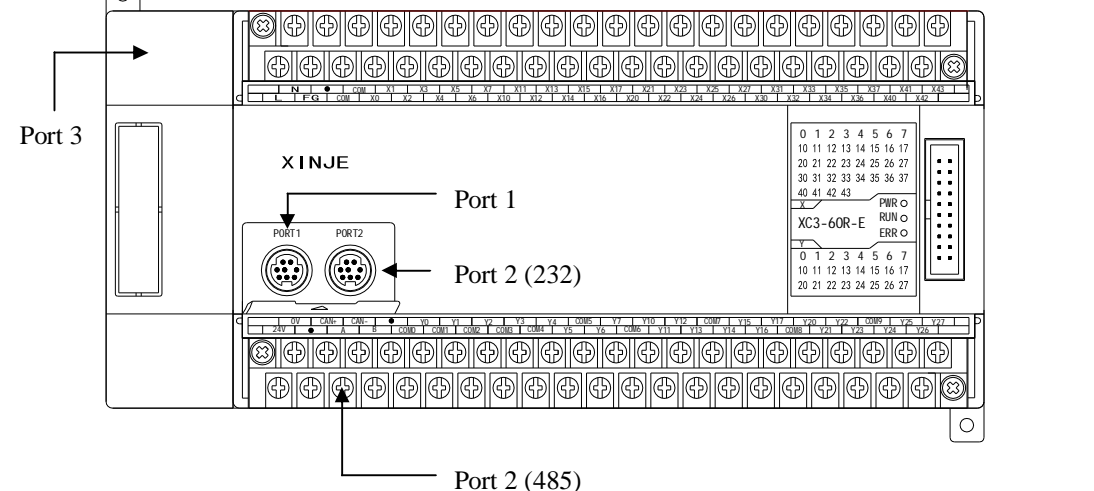 N ● COM X1 X3 X5 X7 X11 X13 X15 X17 X21 X23 X25 X27 X31 X33 X35 X37 X41 X43
L FG COM X0 X2 X4 X6 X10 X12 X14 X16 X20 X22 X24 X26 X30 X32 X34 X36 X40 X42
Port 3
0 1 2 3 4 5 6 7
10 11 12 13 14 15 16 17
20 21 22 23 24 25 26 27
30 31 32 33 34 35 36 37
40 41 42 43
XINJE
X
PWR
Port 1
XC3-60R-E
RUN
ERR
PORT1 PORT2
Y
0 1 2 3 4 5 6 7
10 11 12 13 14 15 16 17
20 21 22 23 24 25 26 27
Port 2 (232)
0V CAN+ CAN- ● Y0 Y1 Y2 Y3 Y4 COM5 Y7 Y10 Y12 COM7 Y15 Y17 Y20 Y22 COM9 Y25 Y27
24V ● A B COM0 COM1 COM2 COM3 COM4 Y5 Y6 COM6 Y11 Y13 Y14 Y16 COM8 Y21 Y23 Y24 Y26
Port 2 (485)